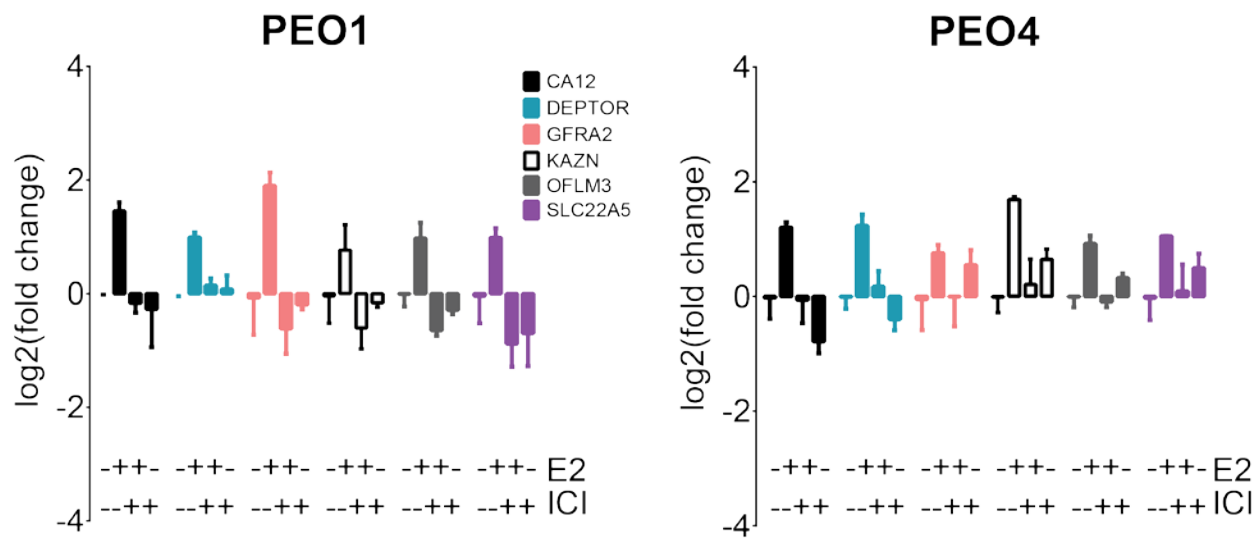 PEO1
4
2
0
-2
-4
log2(fold change)
CA12
DEPTOR
GFRA2
KAZN
OFLM3
SLC22A5
-++- -++- -++- -++- -++- -++- E2
--++ --++ --++ --++ --++ --++ ICI
PEO4
4
2
0
-2
-4
log2(fold change)
-++- -++- -++- -++- -++- -++- E2
--++ --++ --++ --++ --++ --++ ICI